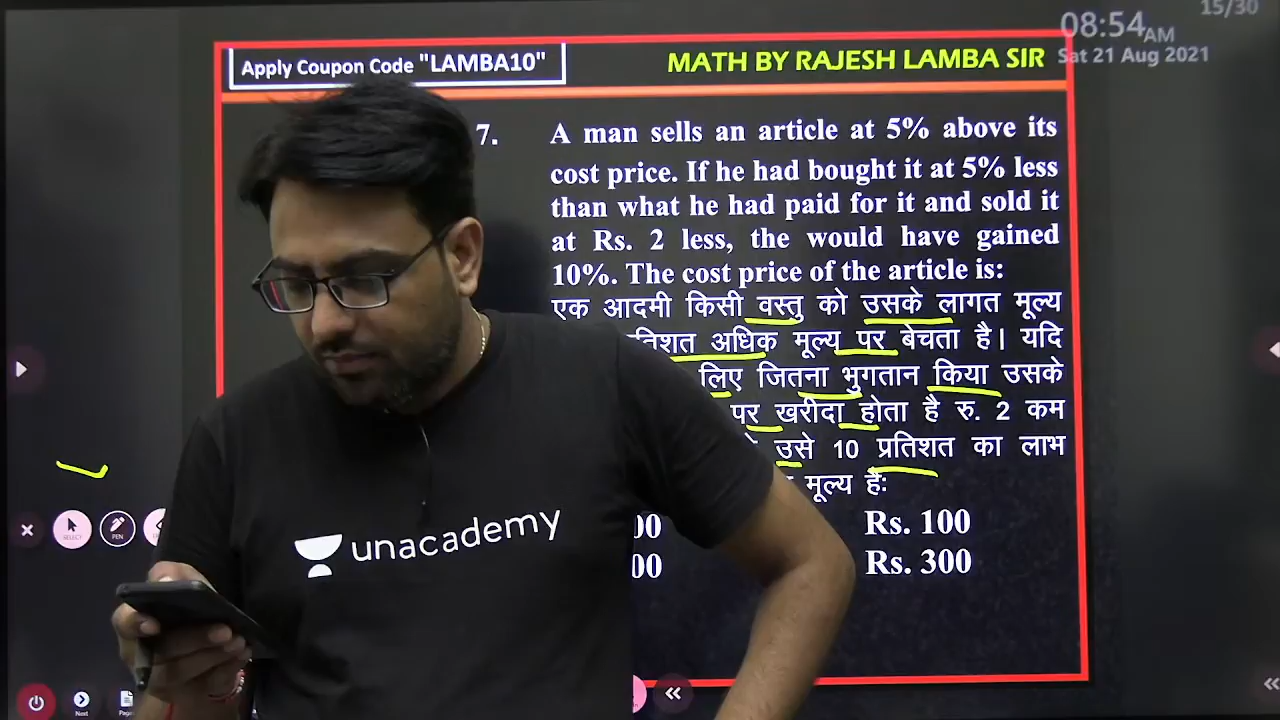 15/30
08:54 AM
Sat 21 Aug 2021
Apply Coupon Code "LAMBA10"
MATH BY RAJESH LAMBA SIR
7. A man sells an article at 5% above its
cost price. If he had bought it at 5% less
than what he had paid for it and sold it
at Rs. 2 less, the would have gained
10%. The cost price of the article is:
एक आदमी किसी वस्तु को उसके लागत मूल्य
अधिक मूल्य पर बेचता है। यदि
लिए जितना भुगतान किया उसके
पर खरीदा होता है रु. 2 कम
उसे 10 प्रतिशत का लाभ
मूल्य हैः
Rs. 100
Rs. 300
unacademy
SELECT
PEN
Next